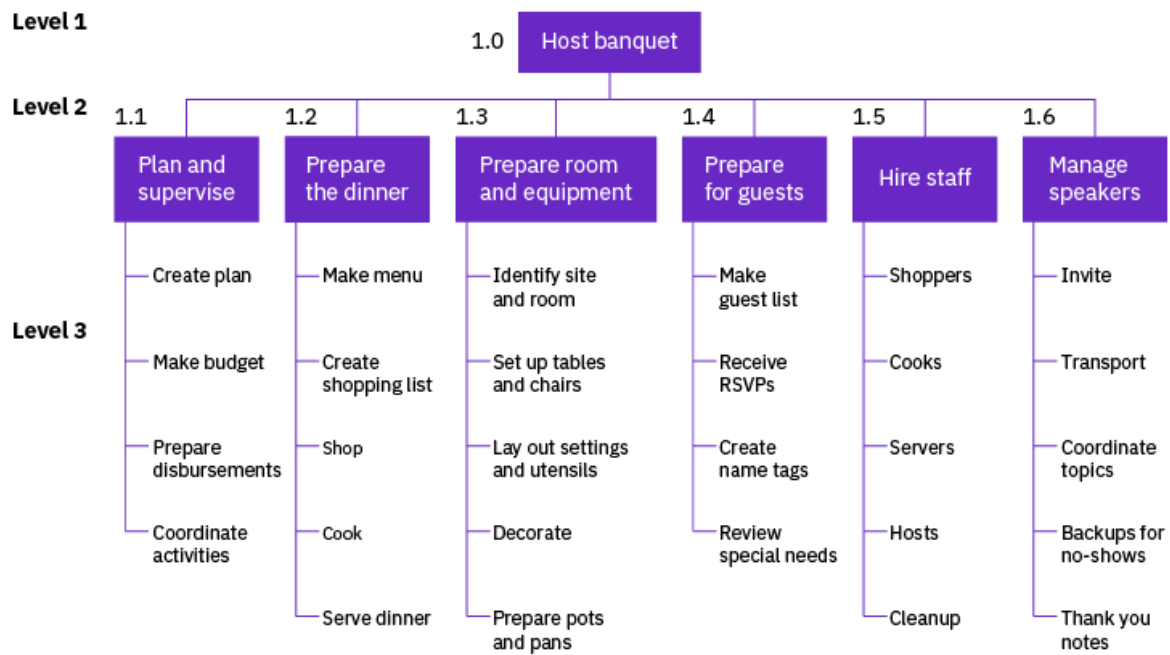 Level 1
1.0
Host banquet
Level 2
1.1
1.2
1.3
1.4
1.5
1.6
Plan and
supervise
Prepare
the dinner
Prepare room
and equipment
Prepare
for guests
Hire staff
Manage
speakers
Level 3
Create plan
Make budget
Prepare
disbursements
Coordinate
activities
Make menu
Create
shopping list
Shop
Cook
Serve dinner
Identify site
and room
Set up tables
and chairs
Lay out settings
and utensils
Decorate
Prepare pots
and pans
Make
guest list
Receive
RSVPs
Create
name tags
Review
special needs
Shoppers
Cooks
Servers
Hosts
Cleanup
Invite
Transport
Coordinate
topics
Backups for
no-shows
Thank you
notes